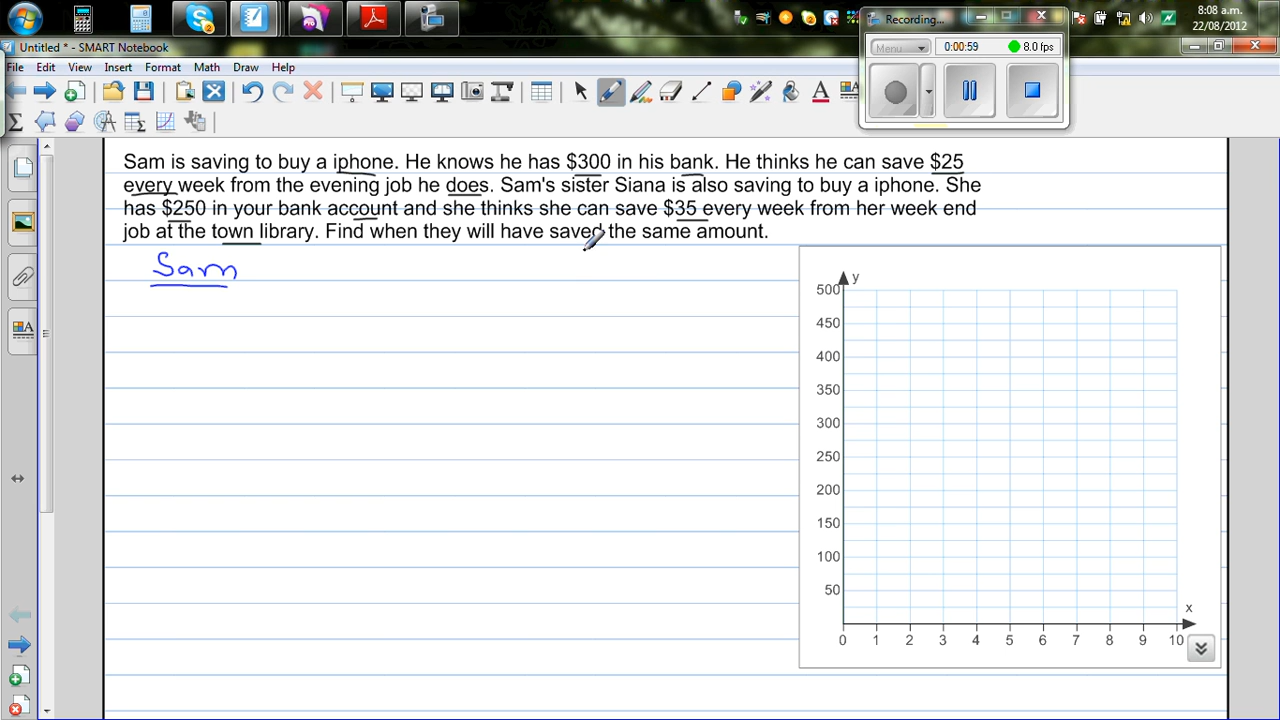 8:08 a.m.
22/08/2012
Recording...
Menu
0:00:59
8.0 fps
Untitled * - SMART Notebook
File Edit View Insert Format Math Draw Help
Sam is saving to buy a iphone. He knows he has $300 in his bank. He thinks he can save $25
every week from the evening job he does. Sam's sister Siana is also saving to buy a iphone. She
has $250 in your bank account and she thinks she can save $35 every week from her week end
job at the town library. Find when they will have saved the same amount.
Sam
y
500
450
400
350
300
250
200
150
100
50
x
0 1 2 3 4 5 6 7 8 9 10